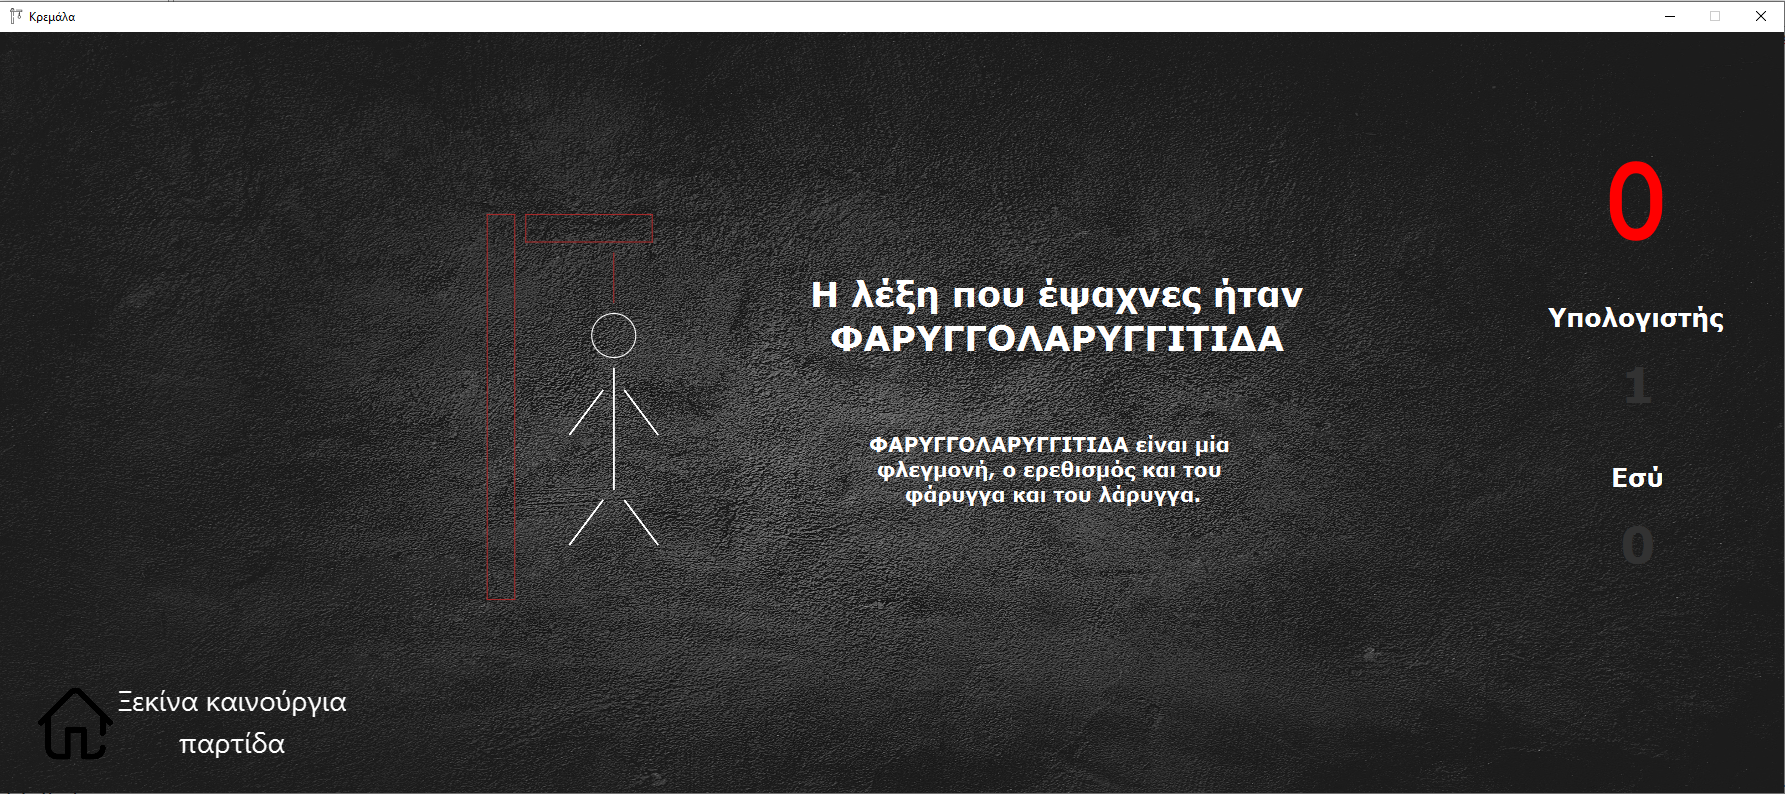 Κρεμάλα
0
Η λέξη που έψαχνες ήταν
ΦΑΡΥΓΓΟΛΑΡΥΓΓΙΤΙΔΑ
Υπολογιστής
1
ΦΑΡΥΓΓΟΛΑΡΥΓΓΙΤΙΔΑ είναι μία
φλεγμονή, ο ερεθισμός και του
φάρυγγα και του λάρυγγα.
Εσύ
0
Ξεκίνα καινούργια
παρτίδα